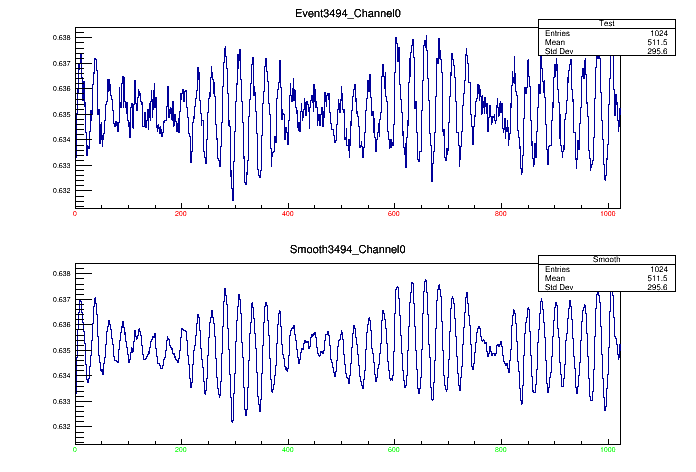 Event3494_Channel0
Test
Entries 1024
Mean 511.5
Std Dev 295.6
0.638
0.637
0.636
0.635
0.634
0.633
0.632
0 200 400 600 800 1000
Smooth3494_Channel0
Smooth
Entries 1024
Mean 511.5
Std Dev 295.6
0.638
0.637
0.636
0.635
0.634
0.633
0.632
0 200 400 600 800 1000